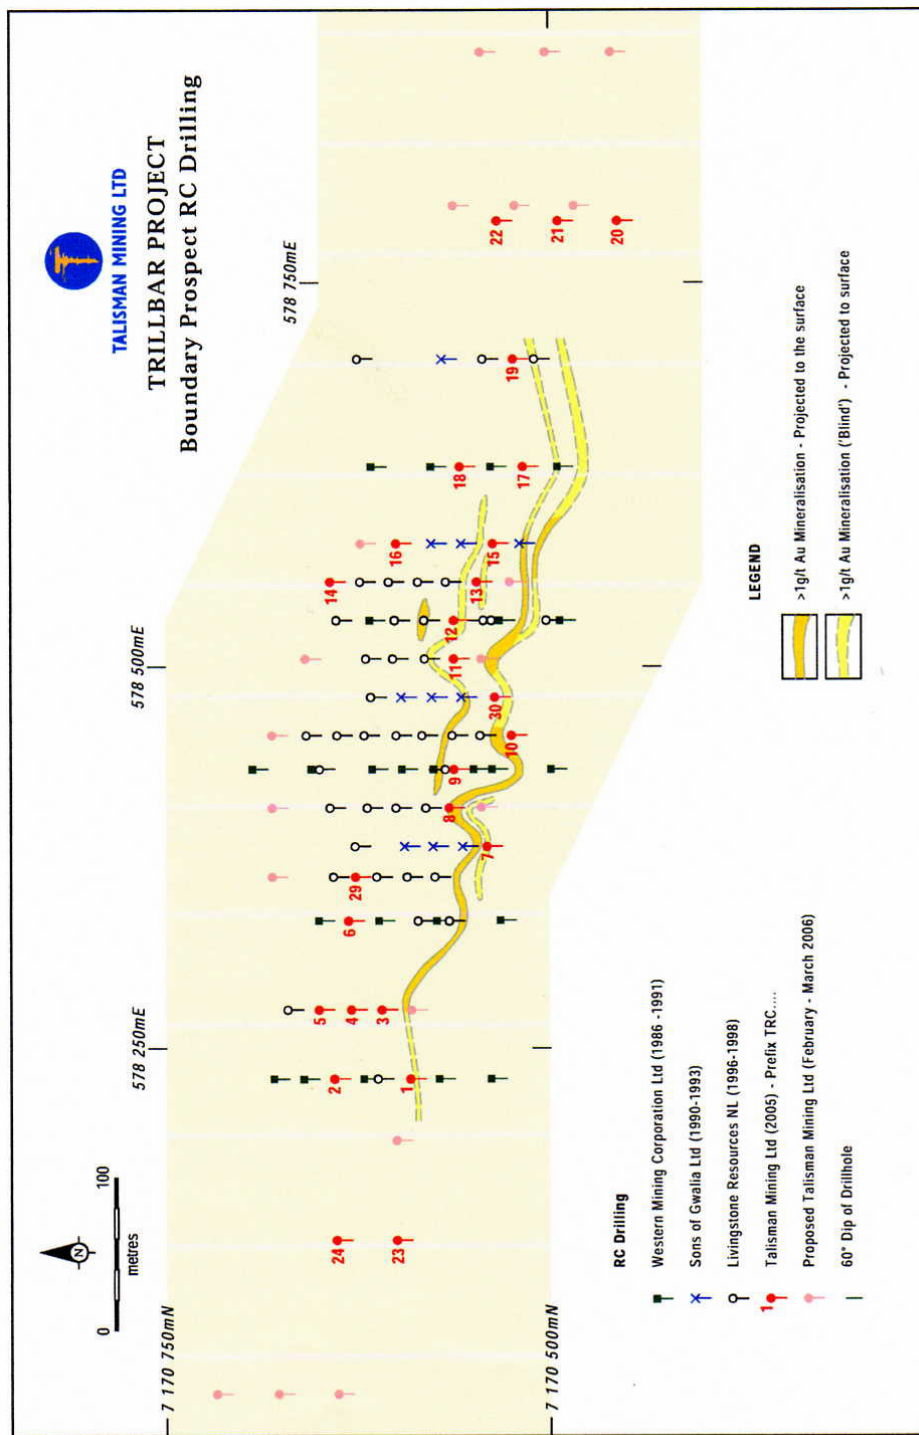 TALISMAN MINING LTD
TRILLBAR PROJECT
Boundary Prospect RC Drilling
N
0 100
metres
578 250mE
578 500mE
578 750mE
7 170 750mN
7 170 500mN
24
23
2
1
5
4
3
6
29
7
8
9
10
30
11
12
14
13
16
15
18
17
19
22
21
20
RC Drilling
Western Mining Corporation Ltd (1986 -1991)
Sons of Gwalia Ltd (1990-1993)
Livingstone Resources NL (1996-1998)
1 Talisman Mining Ltd (2005) - Prefix TRC....
Proposed Talisman Mining Ltd (February - March 2006)
60° Dip of Drillhole
LEGEND
>1g/t Au Mineralisation - Projected to the surface
>1g/t Au Mineralisation ('Blind') - Projected to surface